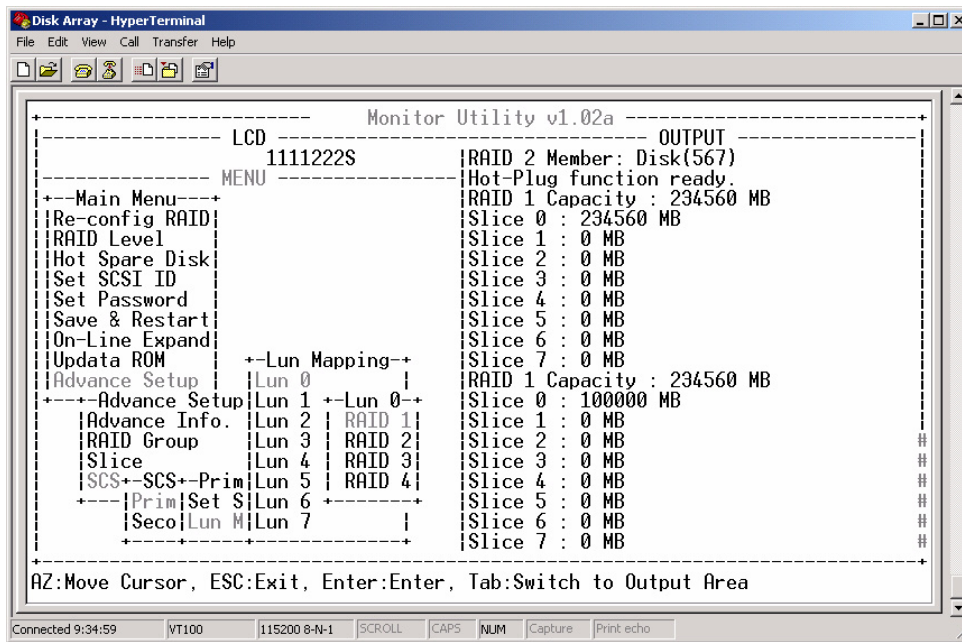 Disk Array - HyperTerminal
File Edit View Call Transfer Help
Monitor Utility v1.02a
LCD OUTPUT
1111222S |RAID 2 Member: Disk(567)
MENU |Hot-Plug function ready.
+--Main Menu---+ |RAID 1 Capacity : 234560 MB
||Re-config RAID| |Slice 0 : 234560 MB
||RAID Level | |Slice 1 : 0 MB
||Hot Spare Disk| |Slice 2 : 0 MB
||Set SCSI ID | |Slice 3 : 0 MB
||Set Password | |Slice 4 : 0 MB
||Save & Restart| |Slice 5 : 0 MB
||On-Line Expand| |Slice 6 : 0 MB
||Updata ROM | +-Lun Mapping-+ |Slice 7 : 0 MB
||Advance Setup | |Lun 0 | |RAID 1 Capacity : 234560 MB
+---+-Advance Setup|Lun 1 +--Lun 0-+ |Slice 0 : 100000 MB
|Advance Info. |Lun 2 | RAID 1| |Slice 1 : 0 MB
|RAID Group |Lun 3 | RAID 2| |Slice 2 : 0 MB #
|Slice |Lun 4 | RAID 3| |Slice 3 : 0 MB #
|SCS+-SCS+-Prim|Lun 5 | RAID 4| |Slice 4 : 0 MB #
+---|Prim|Set S|Lun 6 +-------+ |Slice 5 : 0 MB #
|Seco|Lun M|Lun 7 | |Slice 6 : 0 MB #
+-----+-----+--------------+ |Slice 7 : 0 MB #
AZ:Move Cursor, ESC:Exit, Enter:Enter, Tab:Switch to Output Area
Connected 9:34:59 VT100 115200 8-N-1 SCROLL CAPS NUM Capture Print echo